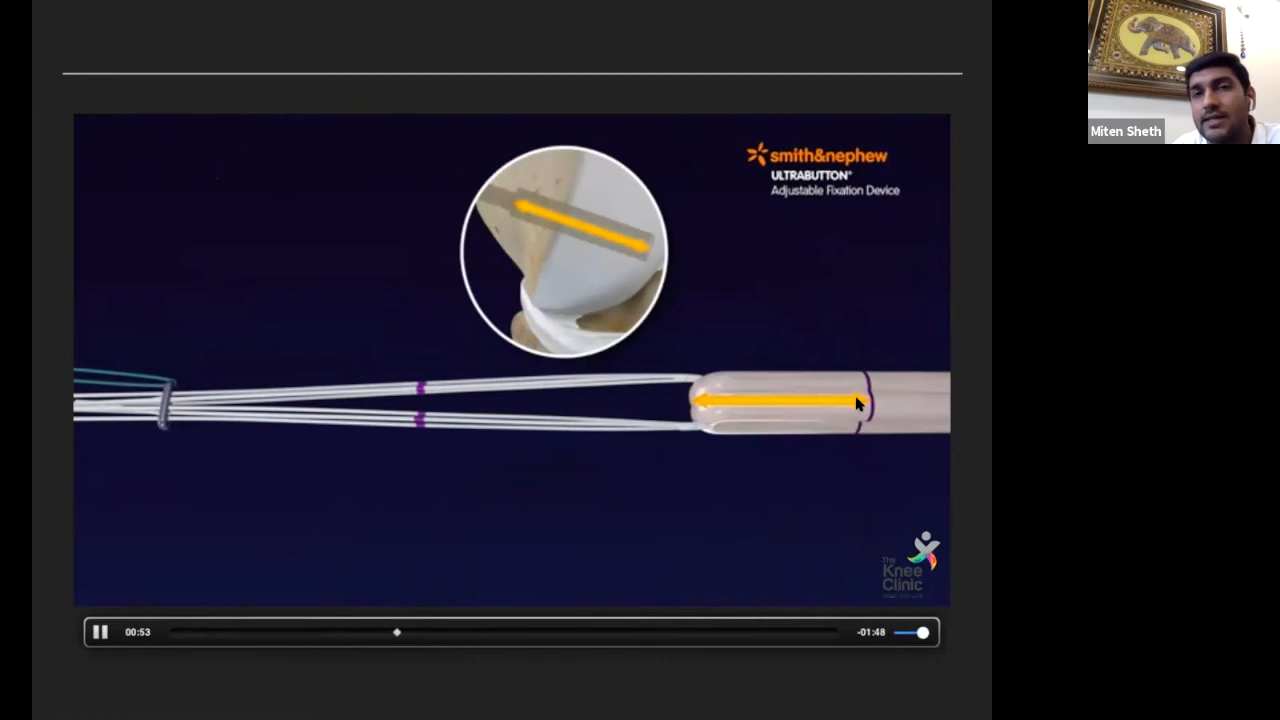 Miten Sheth
smith&nephew
ULTRABUTTON°
Adjustable Fixation Device
The
Knee
Clinic
00:53
-01:48